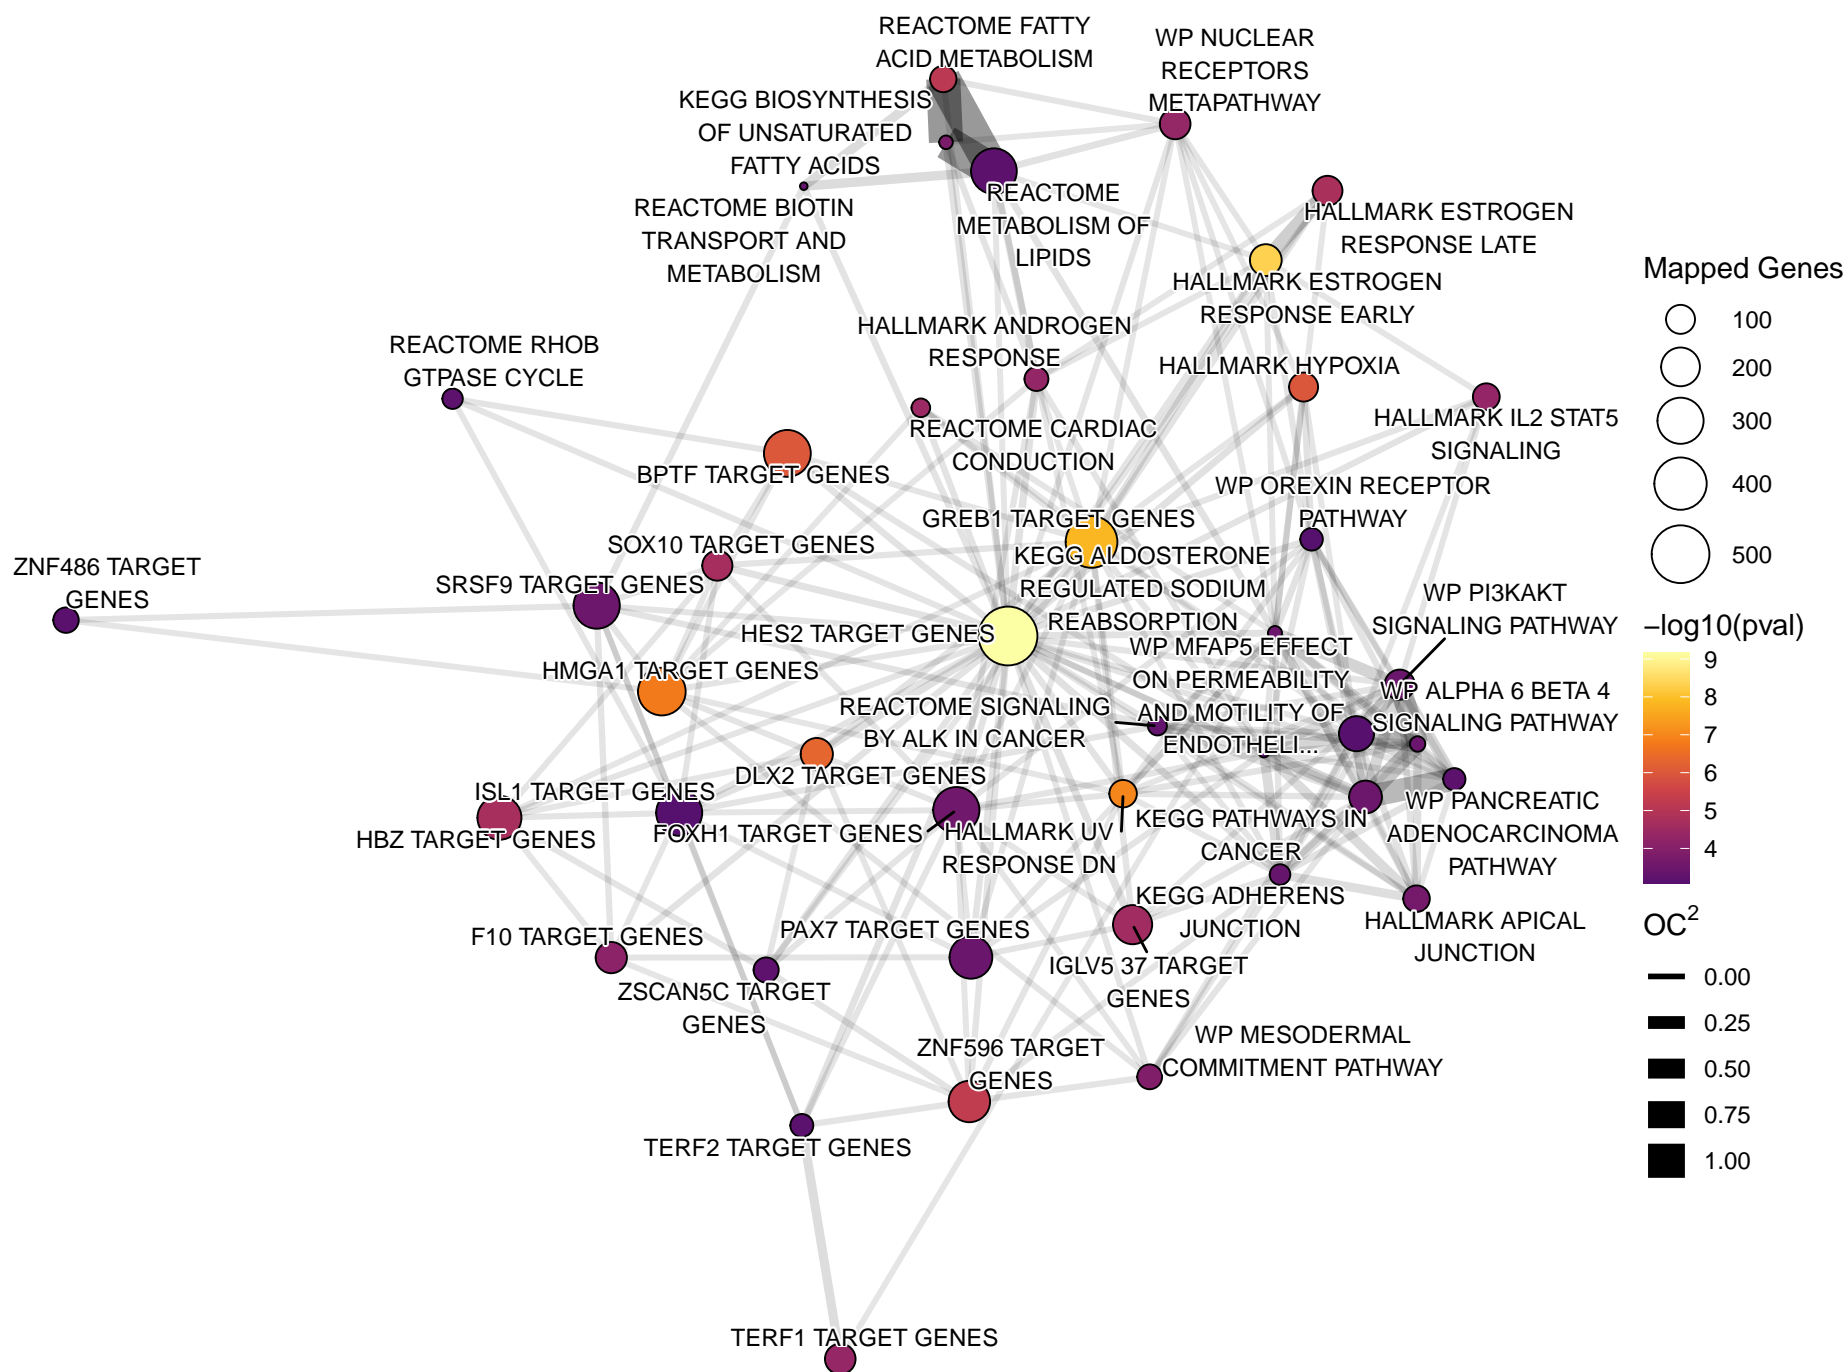 REACTOME FATTY
ACID METABOLISM
WP NUCLEAR
RECEPTORS
METAPATHWAY
KEGG BIOSYNTHESIS
OF UNSATURATED
FATTY ACIDS
REACTOME BIOTIN
TRANSPORT AND
METABOLISM
REACTOME
METABOLISM OF
LIPIDS
HALLMARK ESTROGEN
RESPONSE LATE
HALLMARK ESTROGEN
RESPONSE EARLY
HALLMARK ANDROGEN
RESPONSE
REACTOME RHOB
GTPASE CYCLE
HALLMARK HYPOXIA
HALLMARK IL2 STAT5
SIGNALING
REACTOME CARDIAC
CONDUCTION
BPTF TARGET GENES
WP OREXIN RECEPTOR
PATHWAY
GREB1 TARGET GENES
SOX10 TARGET GENES
KEGG ALDOSTERONE
REGULATED SODIUM
REABSORPTION
ZNF486 TARGET
GENES
SRSF9 TARGET GENES
WP PI3KAKT
SIGNALING PATHWAY
HES2 TARGET GENES
WP MFAP5 EFFECT
ON PERMEABILITY
AND MOTILITY OF
ENDOTHELI...
HMGA1 TARGET GENES
WP ALPHA 6 BETA 4
SIGNALING PATHWAY
REACTOME SIGNALING
BY ALK IN CANCER
DLX2 TARGET GENES
ISL1 TARGET GENES
HBZ TARGET GENES
FOXH1 TARGET GENES
HALLMARK UV
RESPONSE DN
KEGG PATHWAYS IN
CANCER
WP PANCREATIC
ADENOCARCINOMA
PATHWAY
KEGG ADHERENS
JUNCTION
HALLMARK APICAL
JUNCTION
F10 TARGET GENES
PAX7 TARGET GENES
IGLV5 37 TARGET
GENES
ZSCAN5C TARGET
GENES
ZNF596 TARGET
GENES
WP MESODERMAL
COMMITMENT PATHWAY
TERF2 TARGET GENES
TERF1 TARGET GENES
Mapped Genes
100
200
300
400
500
−log10(pval)
9
8
7
6
5
4
OC²
0.00
0.25
0.50
0.75
1.00